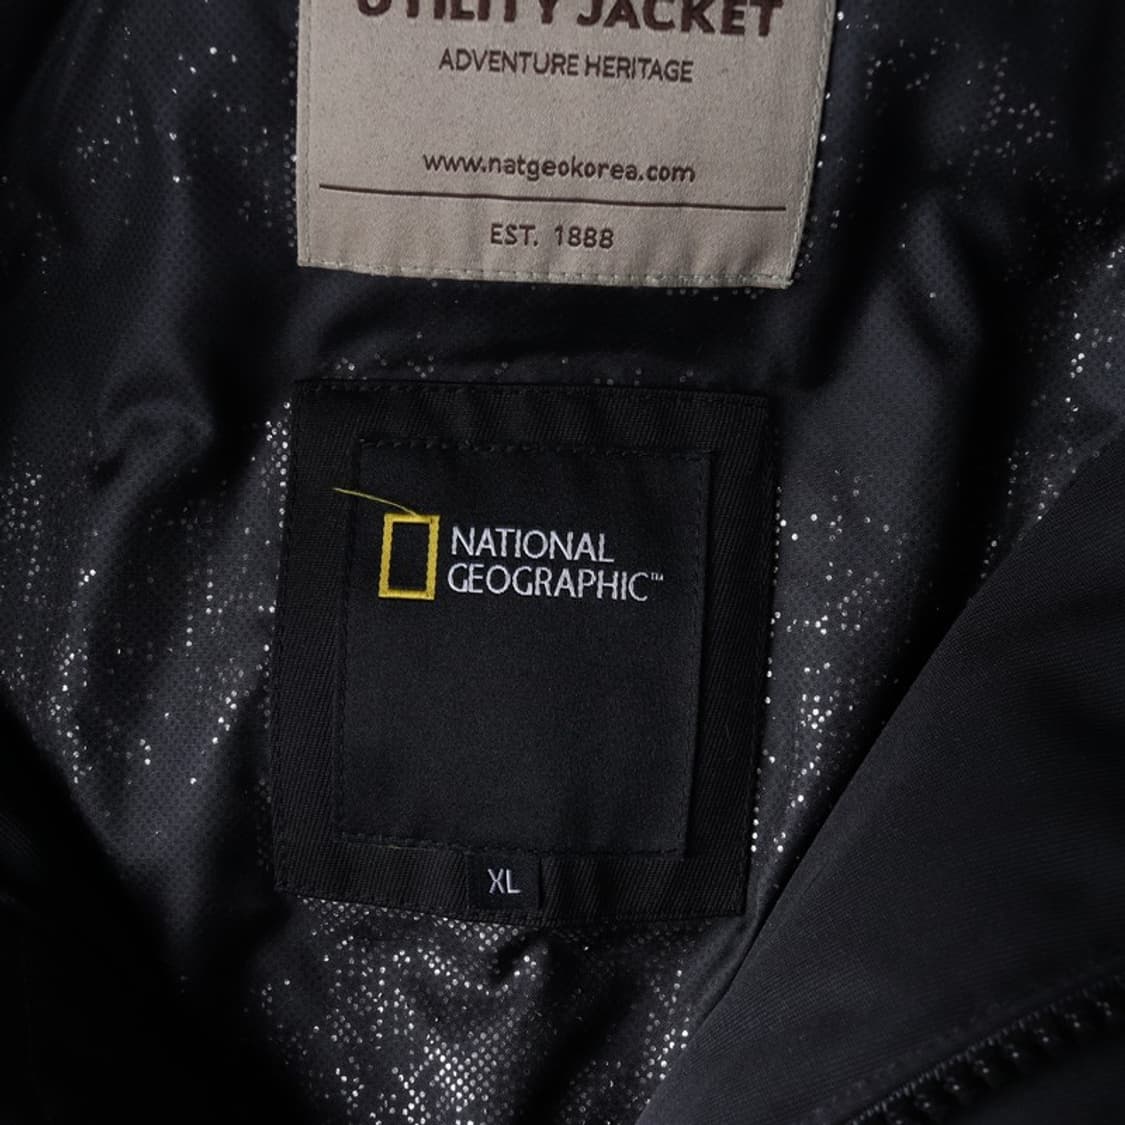 UTILITY JACKET
ADVENTURE HERITAGE
www.natgeokorea.com
EST. 1888
NATIONAL
GEOGRAPHIC™
XL